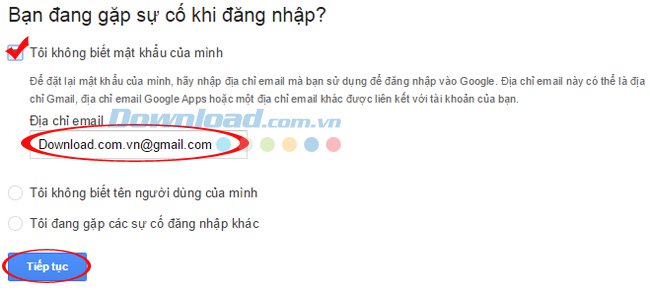 Bạn đang gặp sự cố khi đăng nhập?
Tôi không biết mật khẩu của mình
Để đặt lại mật khẩu của mình, hãy nhập địa chỉ email mà bạn sử dụng để đăng nhập vào Google. Địa chỉ email này có thể là địa
chỉ Gmail, địa chỉ email Google Apps hoặc một địa chỉ email khác được liên kết với tài khoản của bạn.
Địa chỉ email
Download.com.vn
Download.com.vn@gmail.com
Tôi không biết tên người dùng của mình
Tôi đang gặp các sự cố đăng nhập khác
Tiếp tục